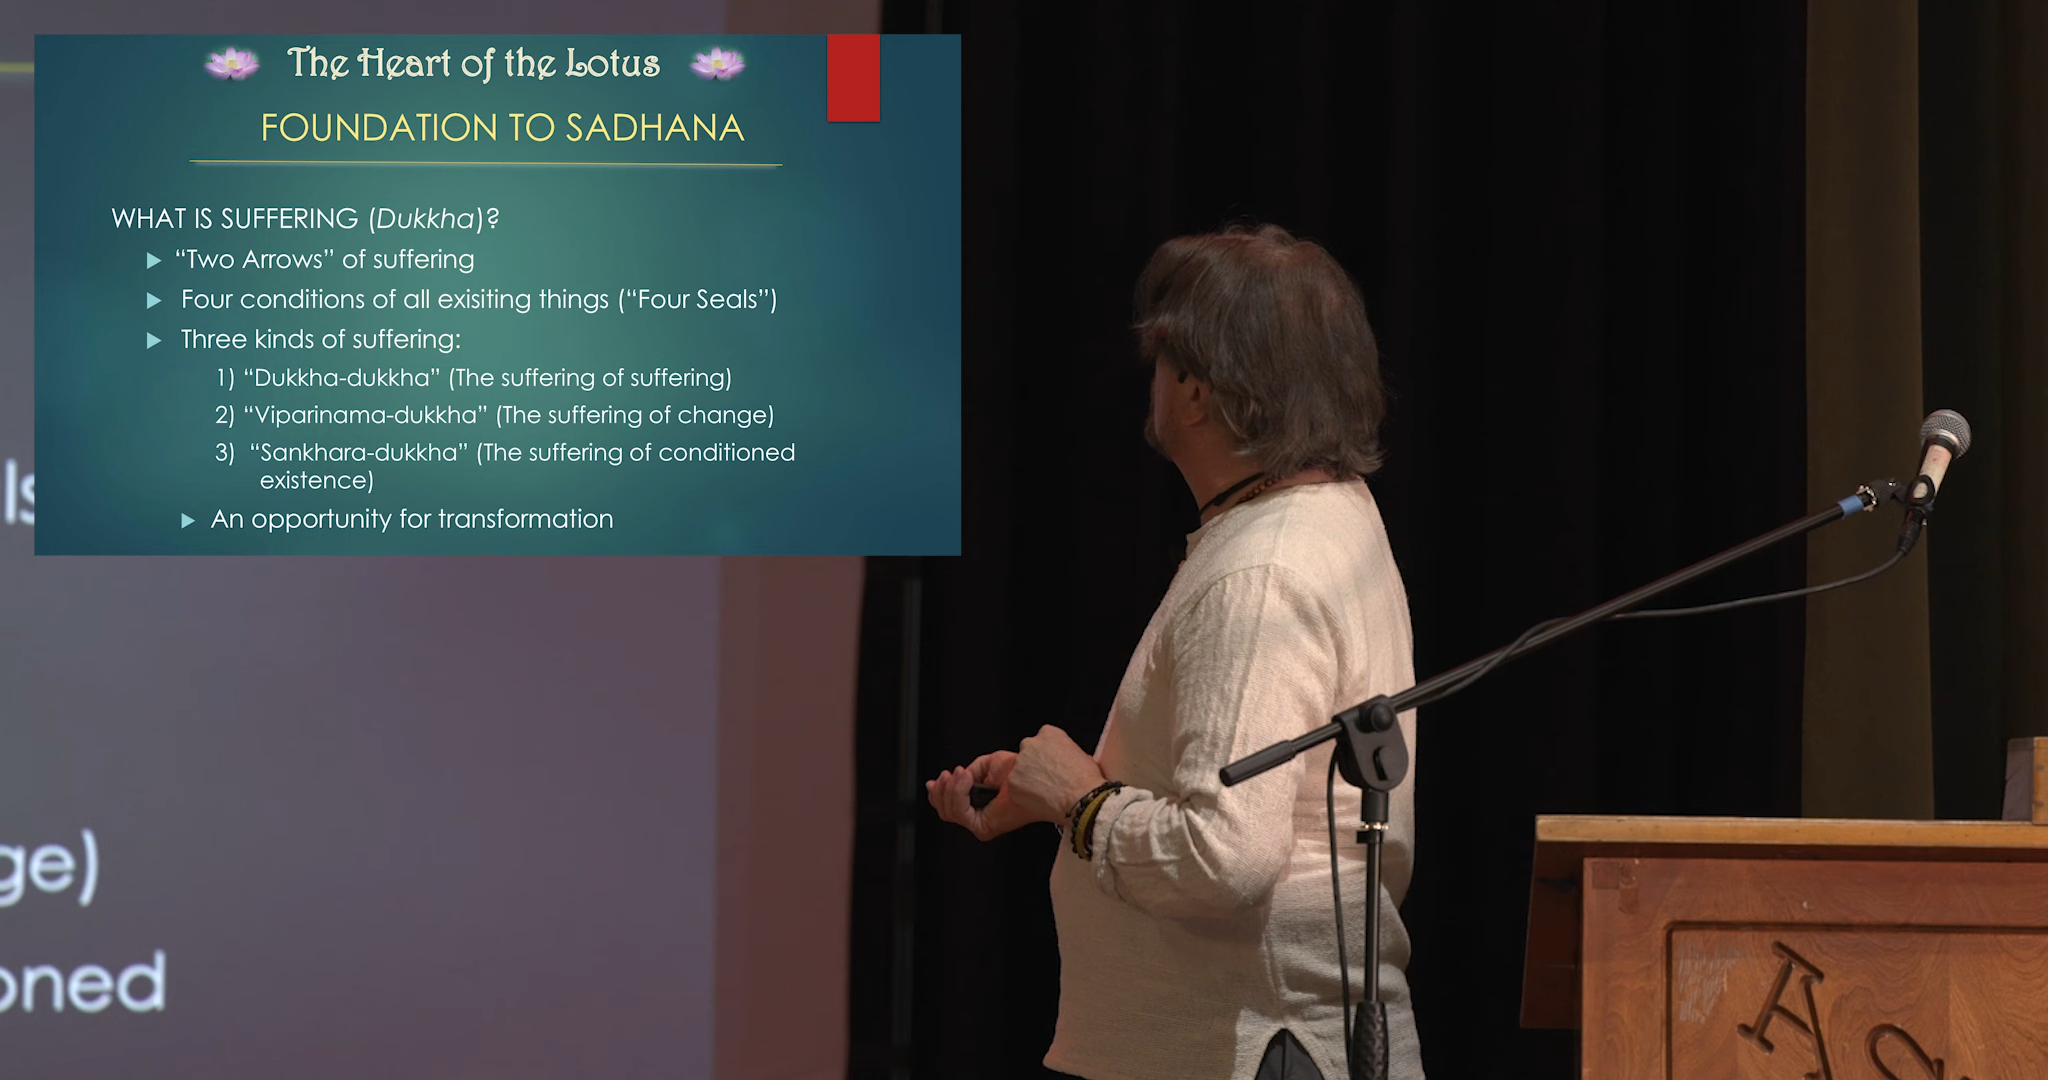 The Heart of the Lotus
FOUNDATION TO SADHANA
WHAT IS SUFFERING (Dukkha)?
“Two Arrows” of suffering
Four conditions of all exisiting things (“Four Seals”)
Three kinds of suffering:
1) “Dukkha-dukkha” (The suffering of suffering)
2) “Viparinama-dukkha” (The suffering of change)
3) “Sankhara-dukkha” (The suffering of conditioned
existence)
An opportunity for transformation
ls
ge)
oned
A